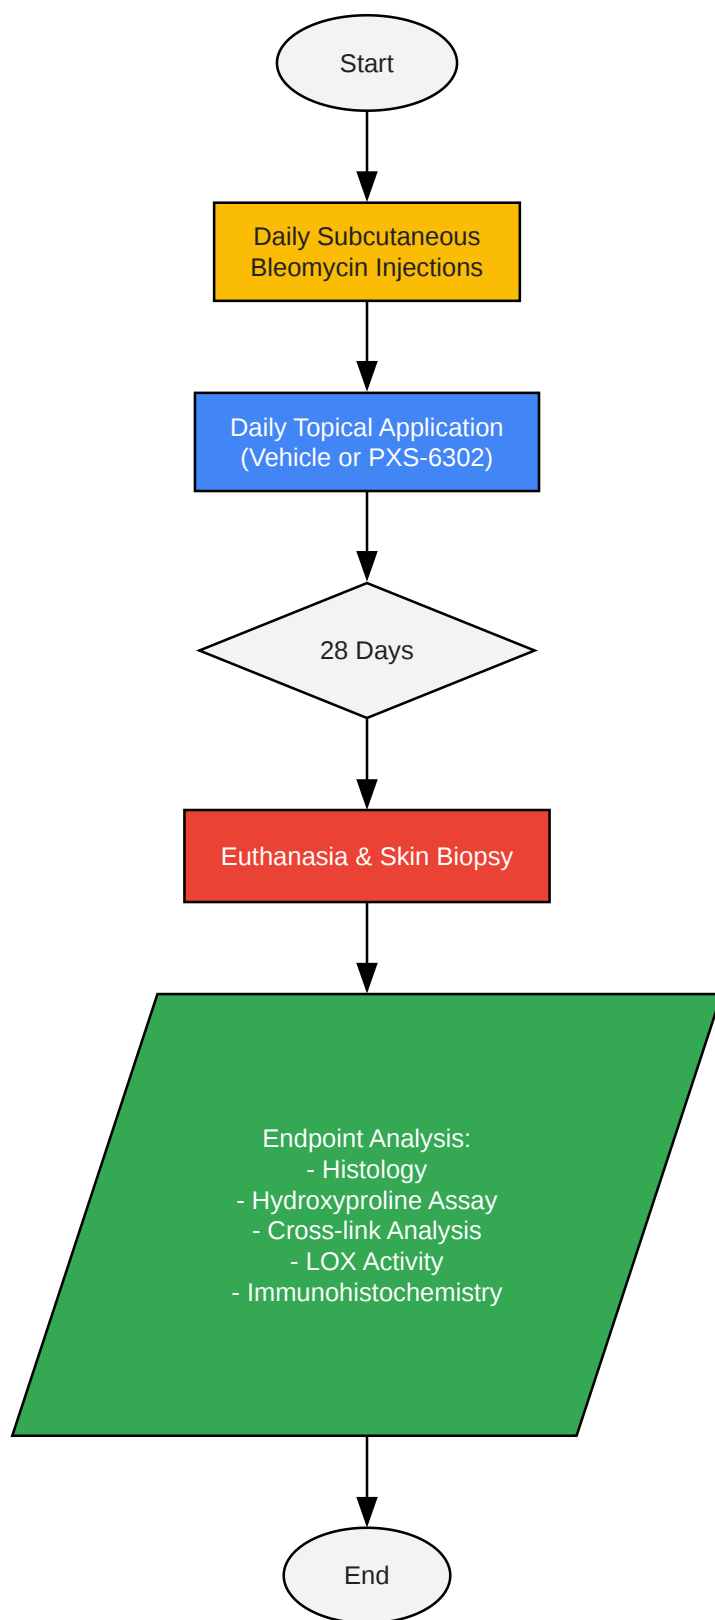 Start
Daily Subcutaneous
Bleomycin Injections
Daily Topical Application
(Vehicle or PXS-6302)
28 Days
Euthanasia & Skin Biopsy
Endpoint Analysis:
- Histology
- Hydroxyproline Assay
- Cross-link Analysis
- LOX Activity
- Immunohistochemistry
End